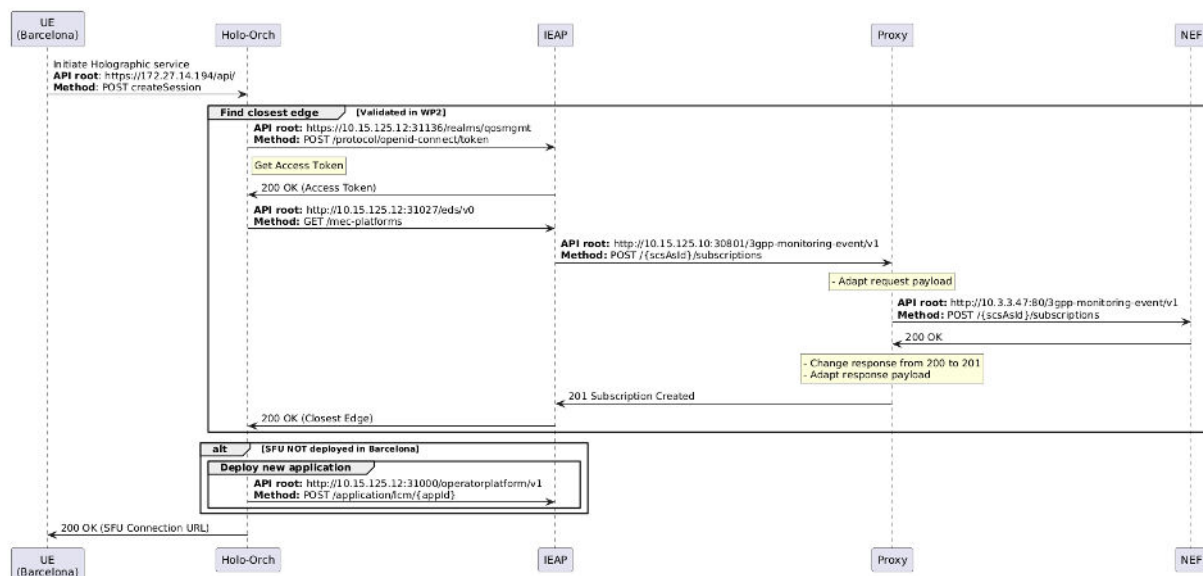 UE
(Barcelona)
Holo-Orch
IEAP
Proxy
NEF
Initiate Holographic service
API root: https://172.27.14.194/api/
Method: POST createSession
Find closest edge [Validated in WP2]
API root: https://10.15.125.12:31136/realms/qosmgmt
Method: POST /protocol/openid-connect/token
Get Access Token
200 OK (Access Token)
API root: http://10.15.125.12:31027/eds/v0
Method: GET /mec-platforms
API root: http://10.15.125.10:30801/3gpp-monitoring-event/v1
Method: POST /{scsAsId}/subscriptions
- Adapt request payload
API root: http://10.3.3.47:80/3gpp-monitoring-event/v1
Method: POST /{scsAsId}/subscriptions
200 OK
- Change response from 200 to 201
- Adapt response payload
201 Subscription Created
200 OK (Closest Edge)
alt [SFU NOT deployed in Barcelona]
Deploy new application
API root: http://10.15.125.12:31000/operatorplatform/v1
Method: POST /application/lcm/{appId}
200 OK (SFU Connection URL)
UE
(Barcelona)
Holo-Orch
IEAP
Proxy
NEF